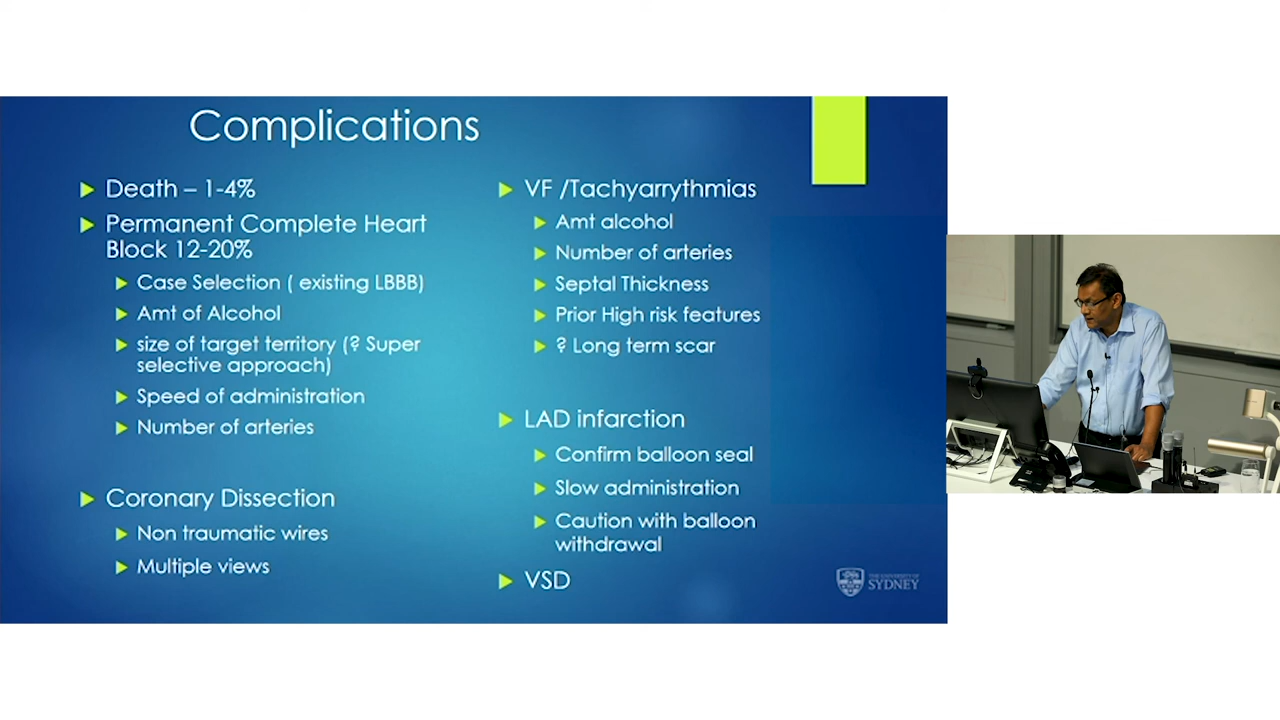 Complications
Death – 1-4%
Permanent Complete Heart
Block 12-20%
Case Selection ( existing LBBB)
Amt of Alcohol
size of target territory (? Super
selective approach)
Speed of administration
Number of arteries
Coronary Dissection
Non traumatic wires
Multiple views
VF /Tachyarrythmias
Amt alcohol
Number of arteries
Septal Thickness
Prior High risk features
? Long term scar
LAD infarction
Confirm balloon seal
Slow administration
Caution with balloon
withdrawal
VSD
THE UNIVERSITY OF
SYDNEY